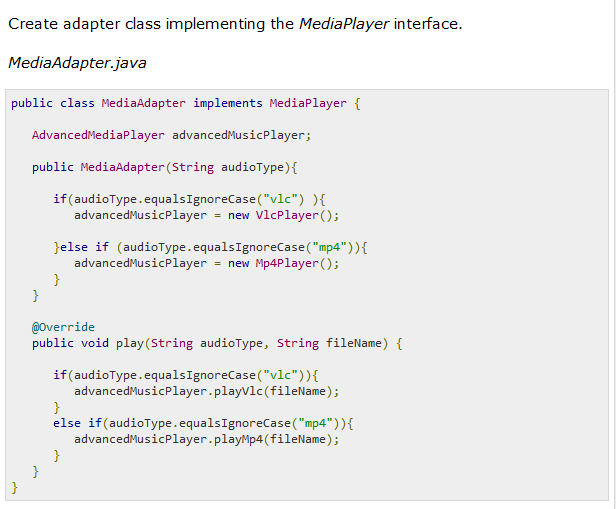 Create adapter class implementing the MediaPlayer interface.
MediaAdapter.java
public class MediaAdapter implements MediaPlayer {
AdvancedMediaPlayer advancedMusicPlayer;
public MediaAdapter(String audioType){
if(audioType.equalsIgnoreCase("vlc") ){
advancedMusicPlayer = new VlcPlayer();
}else if (audioType.equalsIgnoreCase("mp4")){
advancedMusicPlayer = new Mp4Player();
}
}
@Override
public void play(String audioType, String fileName) {
if(audioType.equalsIgnoreCase("vlc")){
advancedMusicPlayer.playVlc(fileName);
}
else if(audioType.equalsIgnoreCase("mp4")){
advancedMusicPlayer.playMp4(fileName);
}
}
}